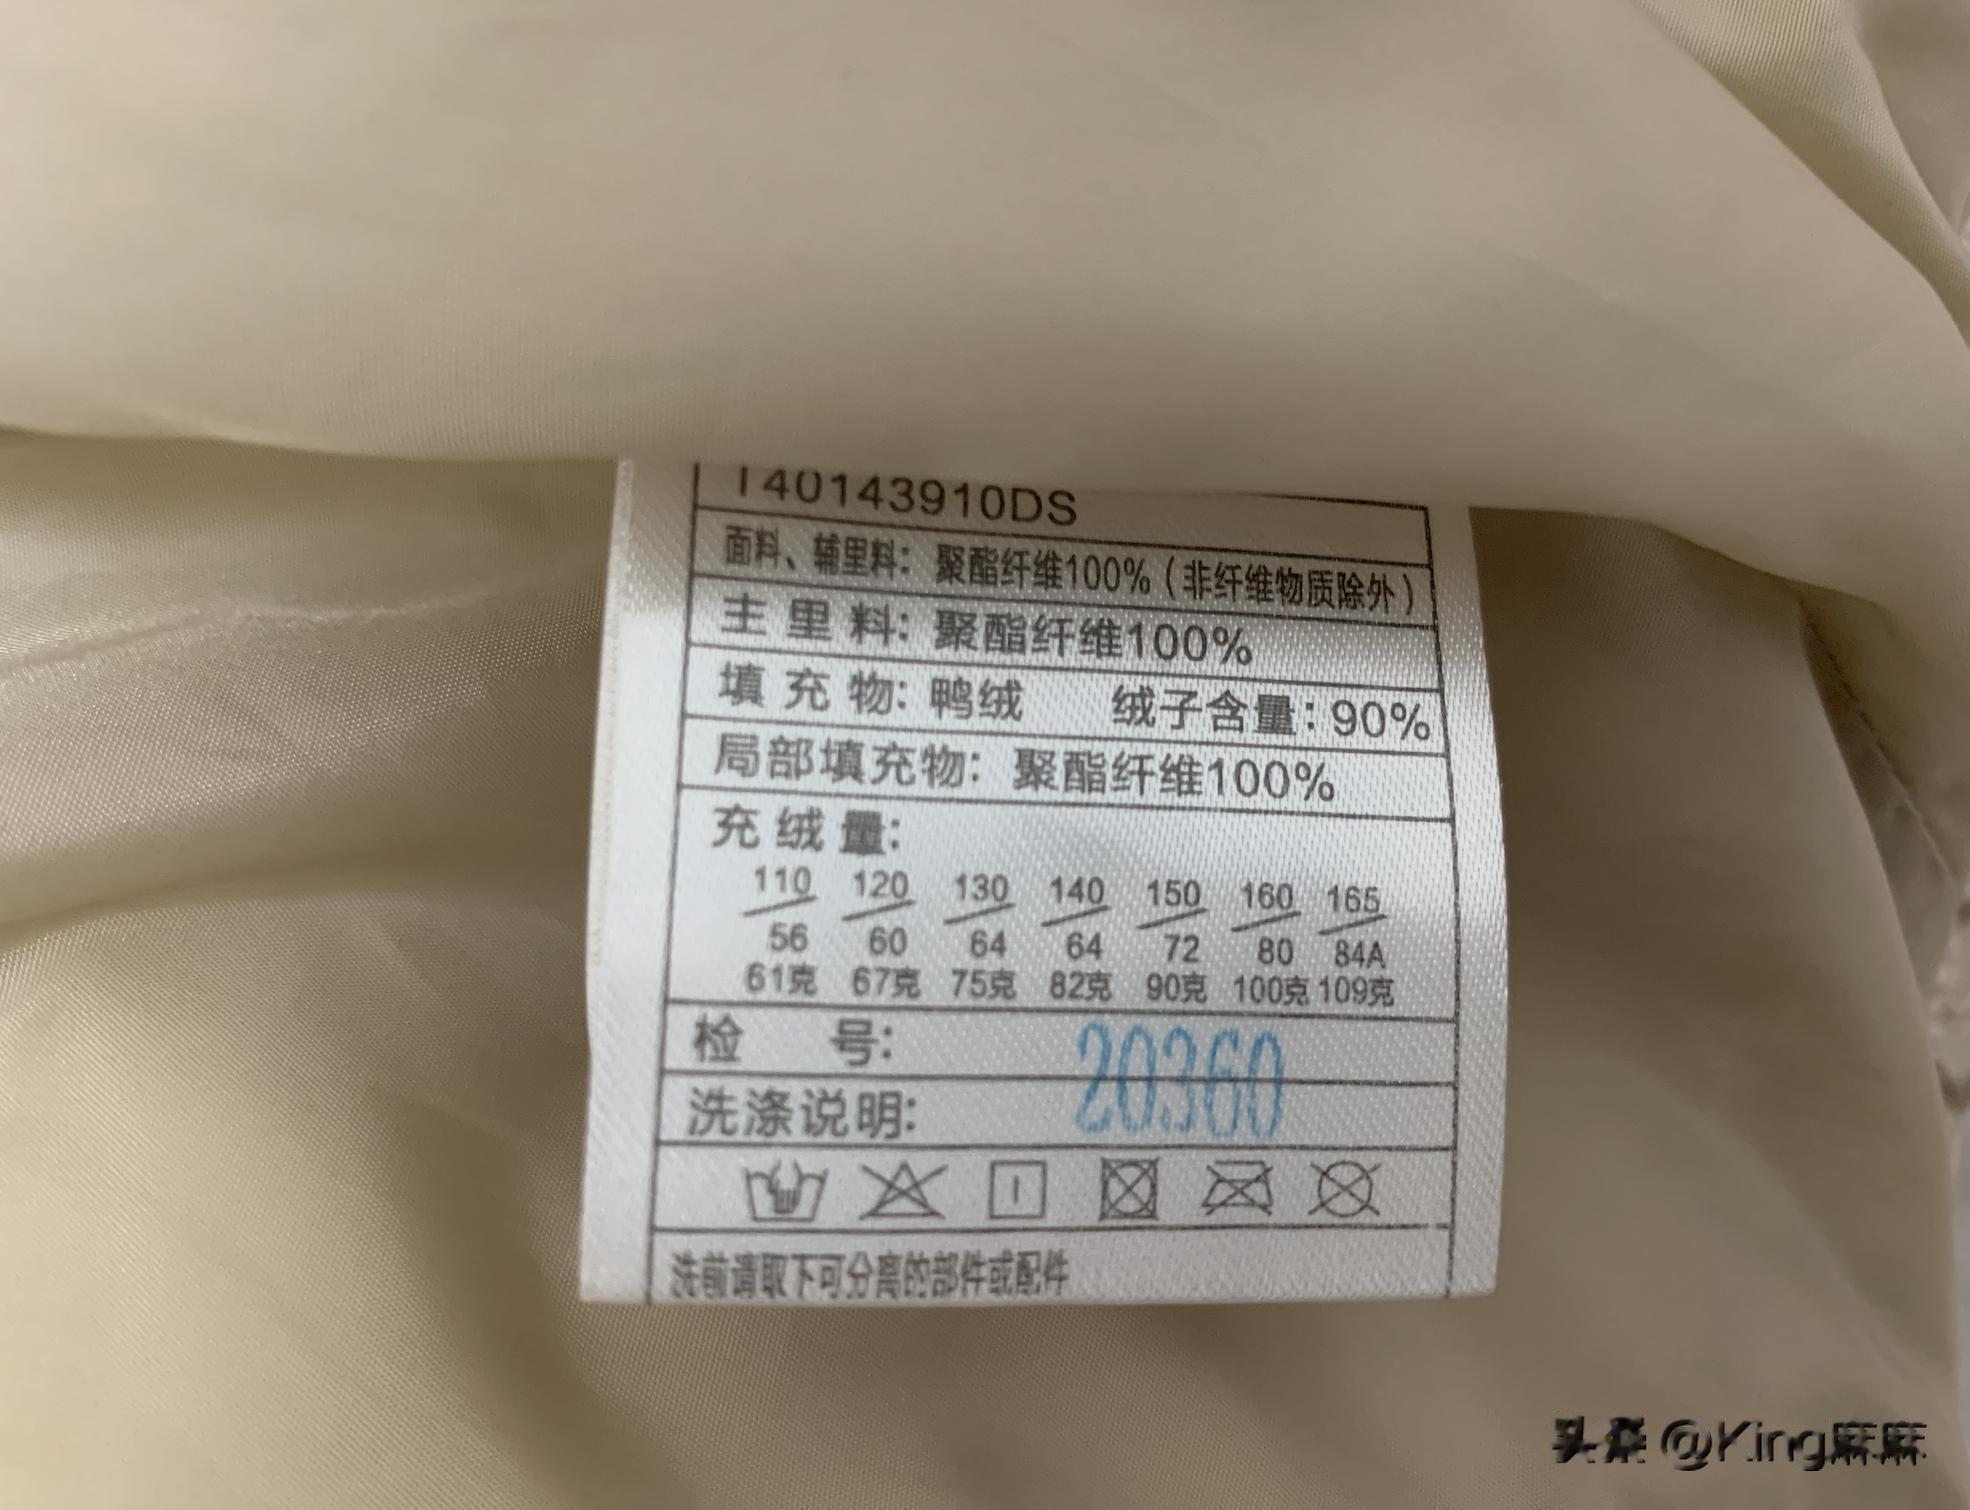 T40143910DS
面料、辅里料：聚酯纤维100%（非纤维物质除外）
主里料：聚酯纤维100%
填充物：鸭绒 绒子含量：90%
局部填充物：聚酯纤维100%
充绒量：
110 120 130 140 150 160 165
56 60 64 64 72 80 84A
61克 67克 75克 82克 90克 100克 109克
检 号： 20360
洗涤说明：
洗前请取下可分离的部件或配件
头条 @King麻麻